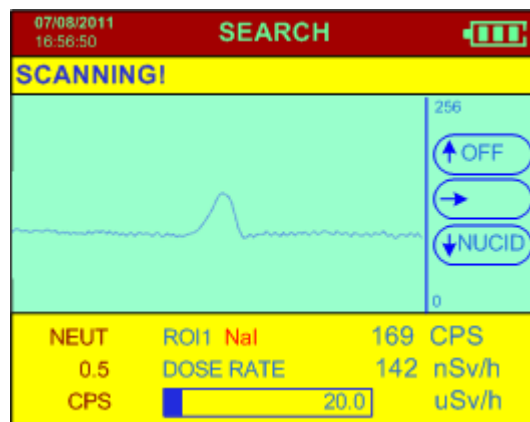 07/08/2011
16:56:50
SEARCH
SCANNING!
256
OFF
NUCID
0
NEUT ROI1 NaI 169 CPS
0.5 DOSE RATE 142 nSv/h
CPS 20.0 uSv/h